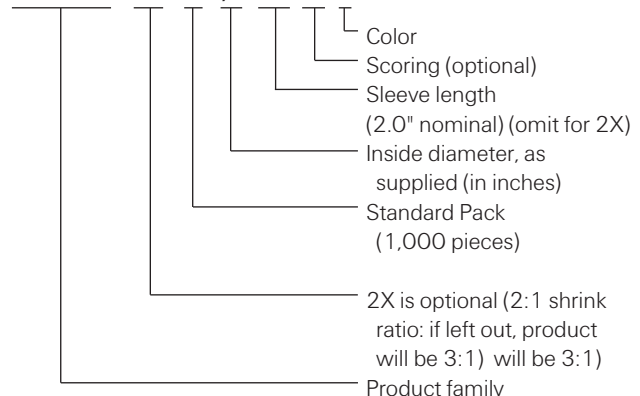 Color
Scoring (optional)
Sleeve length
(2.0" nominal) (omit for 2X)
Inside diameter, as
supplied (in inches)
Standard Pack
(1,000 pieces)
2X is optional (2:1 shrink
ratio: if left out, product
will be 3:1) will be 3:1)
Product family